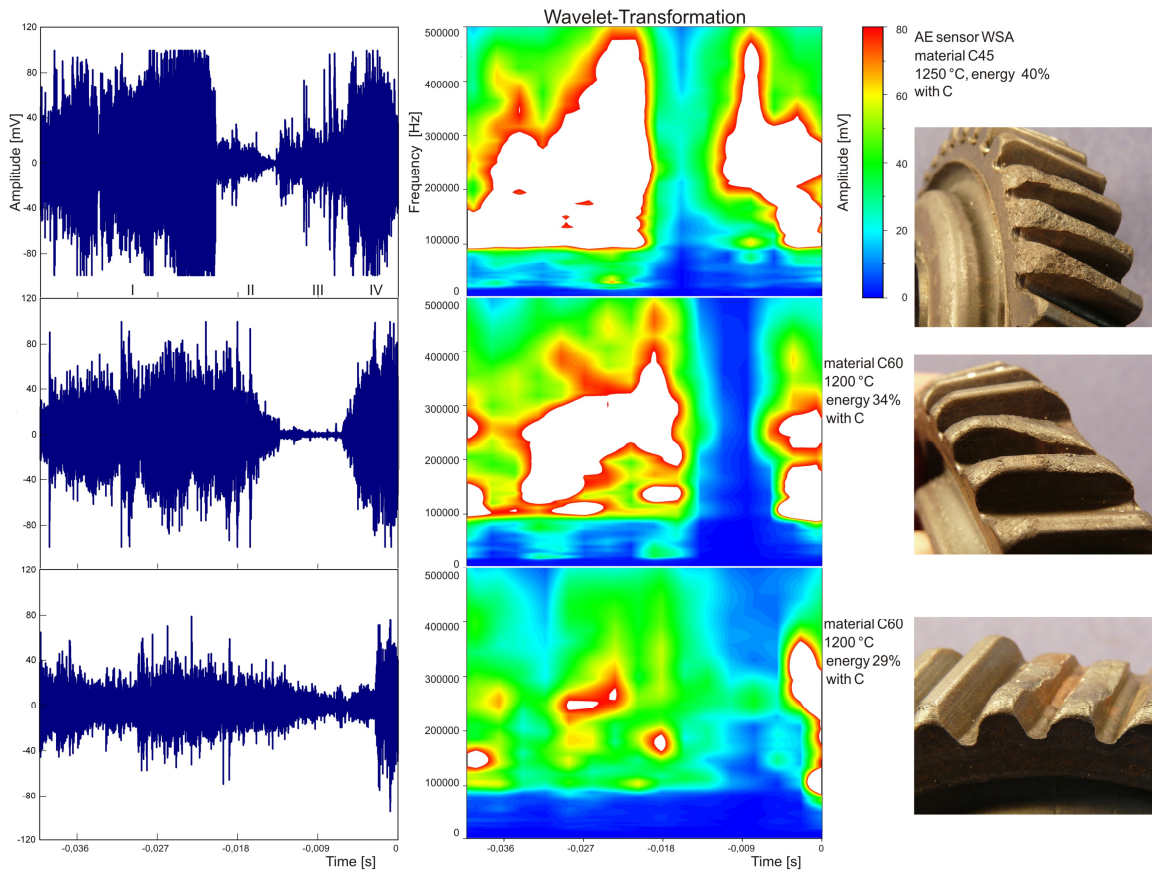 Wavelet-Transformation
120
80
40
0
-40
-80
Amplitude [mV]
I
II
III
IV
500000
400000
300000
200000
100000
0
Frequency [Hz]
80
60
40
20
0
Amplitude [mV]
AE sensor WSA
material C45
1250 °C, energy 40%
with C
120
80
40
0
-40
-80
500000
400000
300000
200000
100000
0
material C60
1200 °C
energy 34%
with C
120
80
40
0
-40
-80
120
-0,036
-0,027
-0,018
-0,009
0
Time [s]
500000
400000
300000
200000
100000
0
-0,036
-0,027
-0,018
-0,009
0
Time [s]
material C60
1200 °C
energy 29%
with C